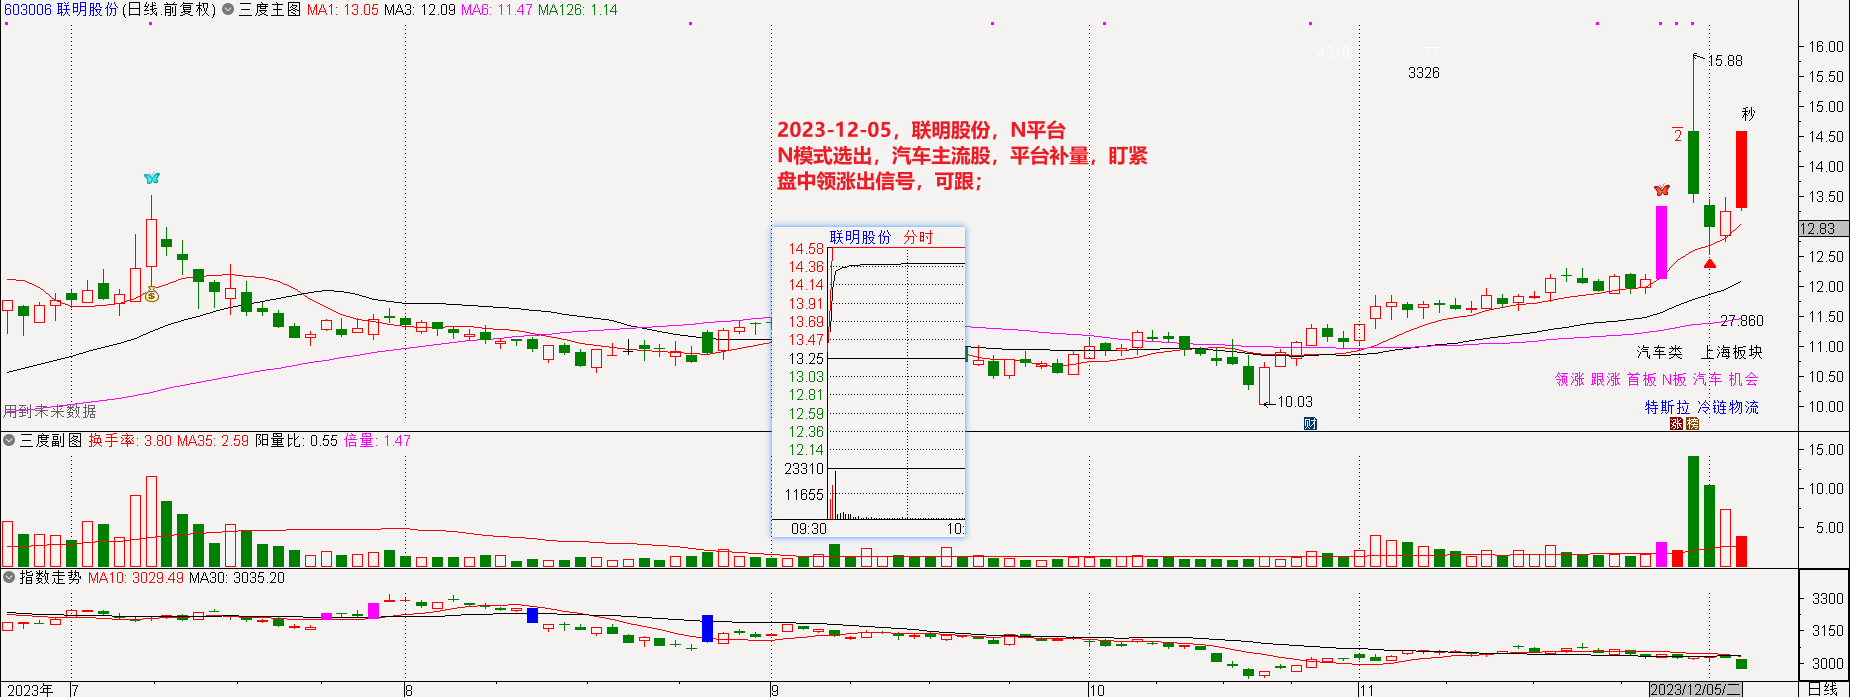 603006 联明股份(日线.前复权) 三度主图 MA1: 13.05 MA3: 12.09 MA6: 11.47 MA126: 1.14
4319 77
3326
16.00
15.88
15.50
15.00
秒
14.50
2
14.00
13.50
12.83
12.50
12.00
11.50
11.00
10.50
10.00
2023-12-05，联明股份，N平台
N模式选出，汽车主流股，平台补量，盯紧
盘中领涨出信号，可跟；
联明股份 分时
14.58
14.36
14.14
13.91
13.69
13.47
13.25
13.03
12.81
12.59
12.36
12.14
23310
11655
09:30 10:
$
10.03
27.860
汽车类 上海板块
领涨 跟涨 首板 N板 汽车 机会
特斯拉 冷链物流
财 涨 榜
用到未来数据
三度副图 换手率: 3.80 MA35: 2.59 阳量比: 0.55 倍量: 1.47
15.00
10.00
5.00
指数走势 MA10: 3029.49 MA30: 3035.20
3300
3150
3000
2023年 7 8 9 10 11 2023/12/05/二 日线